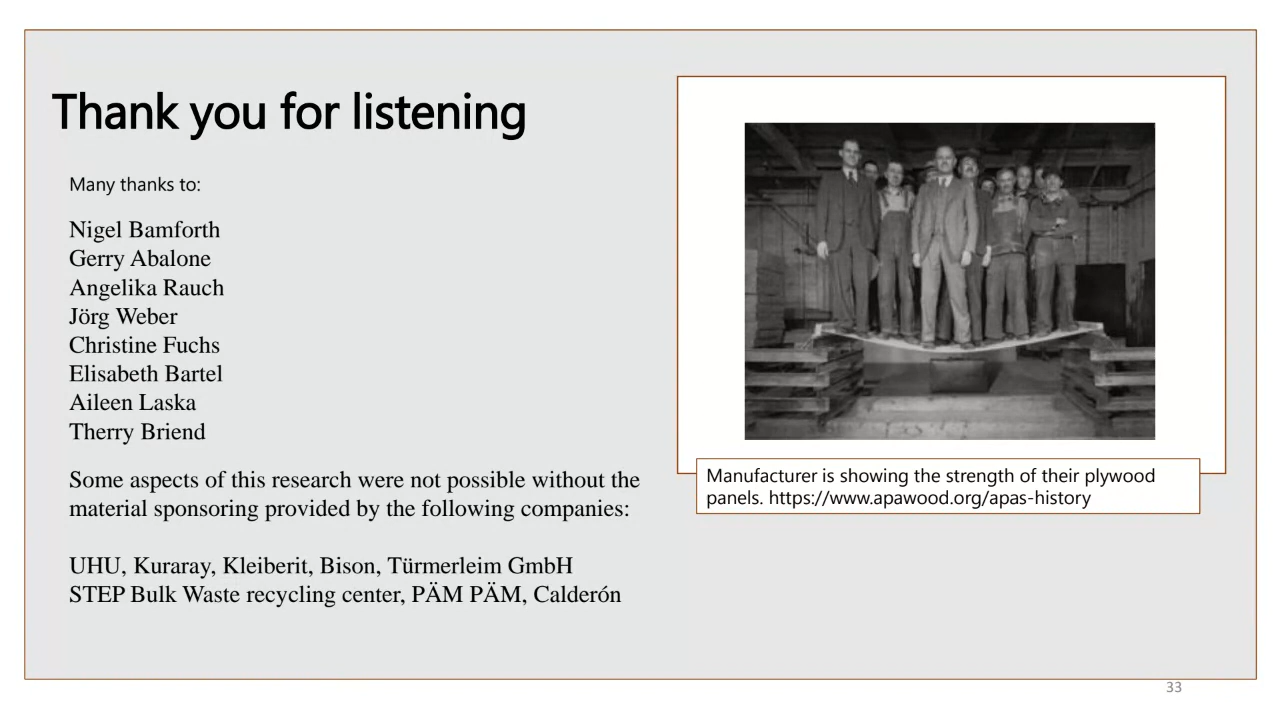 Thank you for listening
Many thanks to:
Nigel Bamforth
Gerry Abalone
Angelika Rauch
Jörg Weber
Christine Fuchs
Elisabeth Bartel
Aileen Laska
Therry Briend
Some aspects of this research were not possible without the
material sponsoring provided by the following companies:
UHU, Kuraray, Kleiberit, Bison, Türmerleim GmbH
STEP Bulk Waste recycling center, PÄM PÄM, Calderón
Manufacturer is showing the strength of their plywood
panels. https://www.apawood.org/apas-history
33